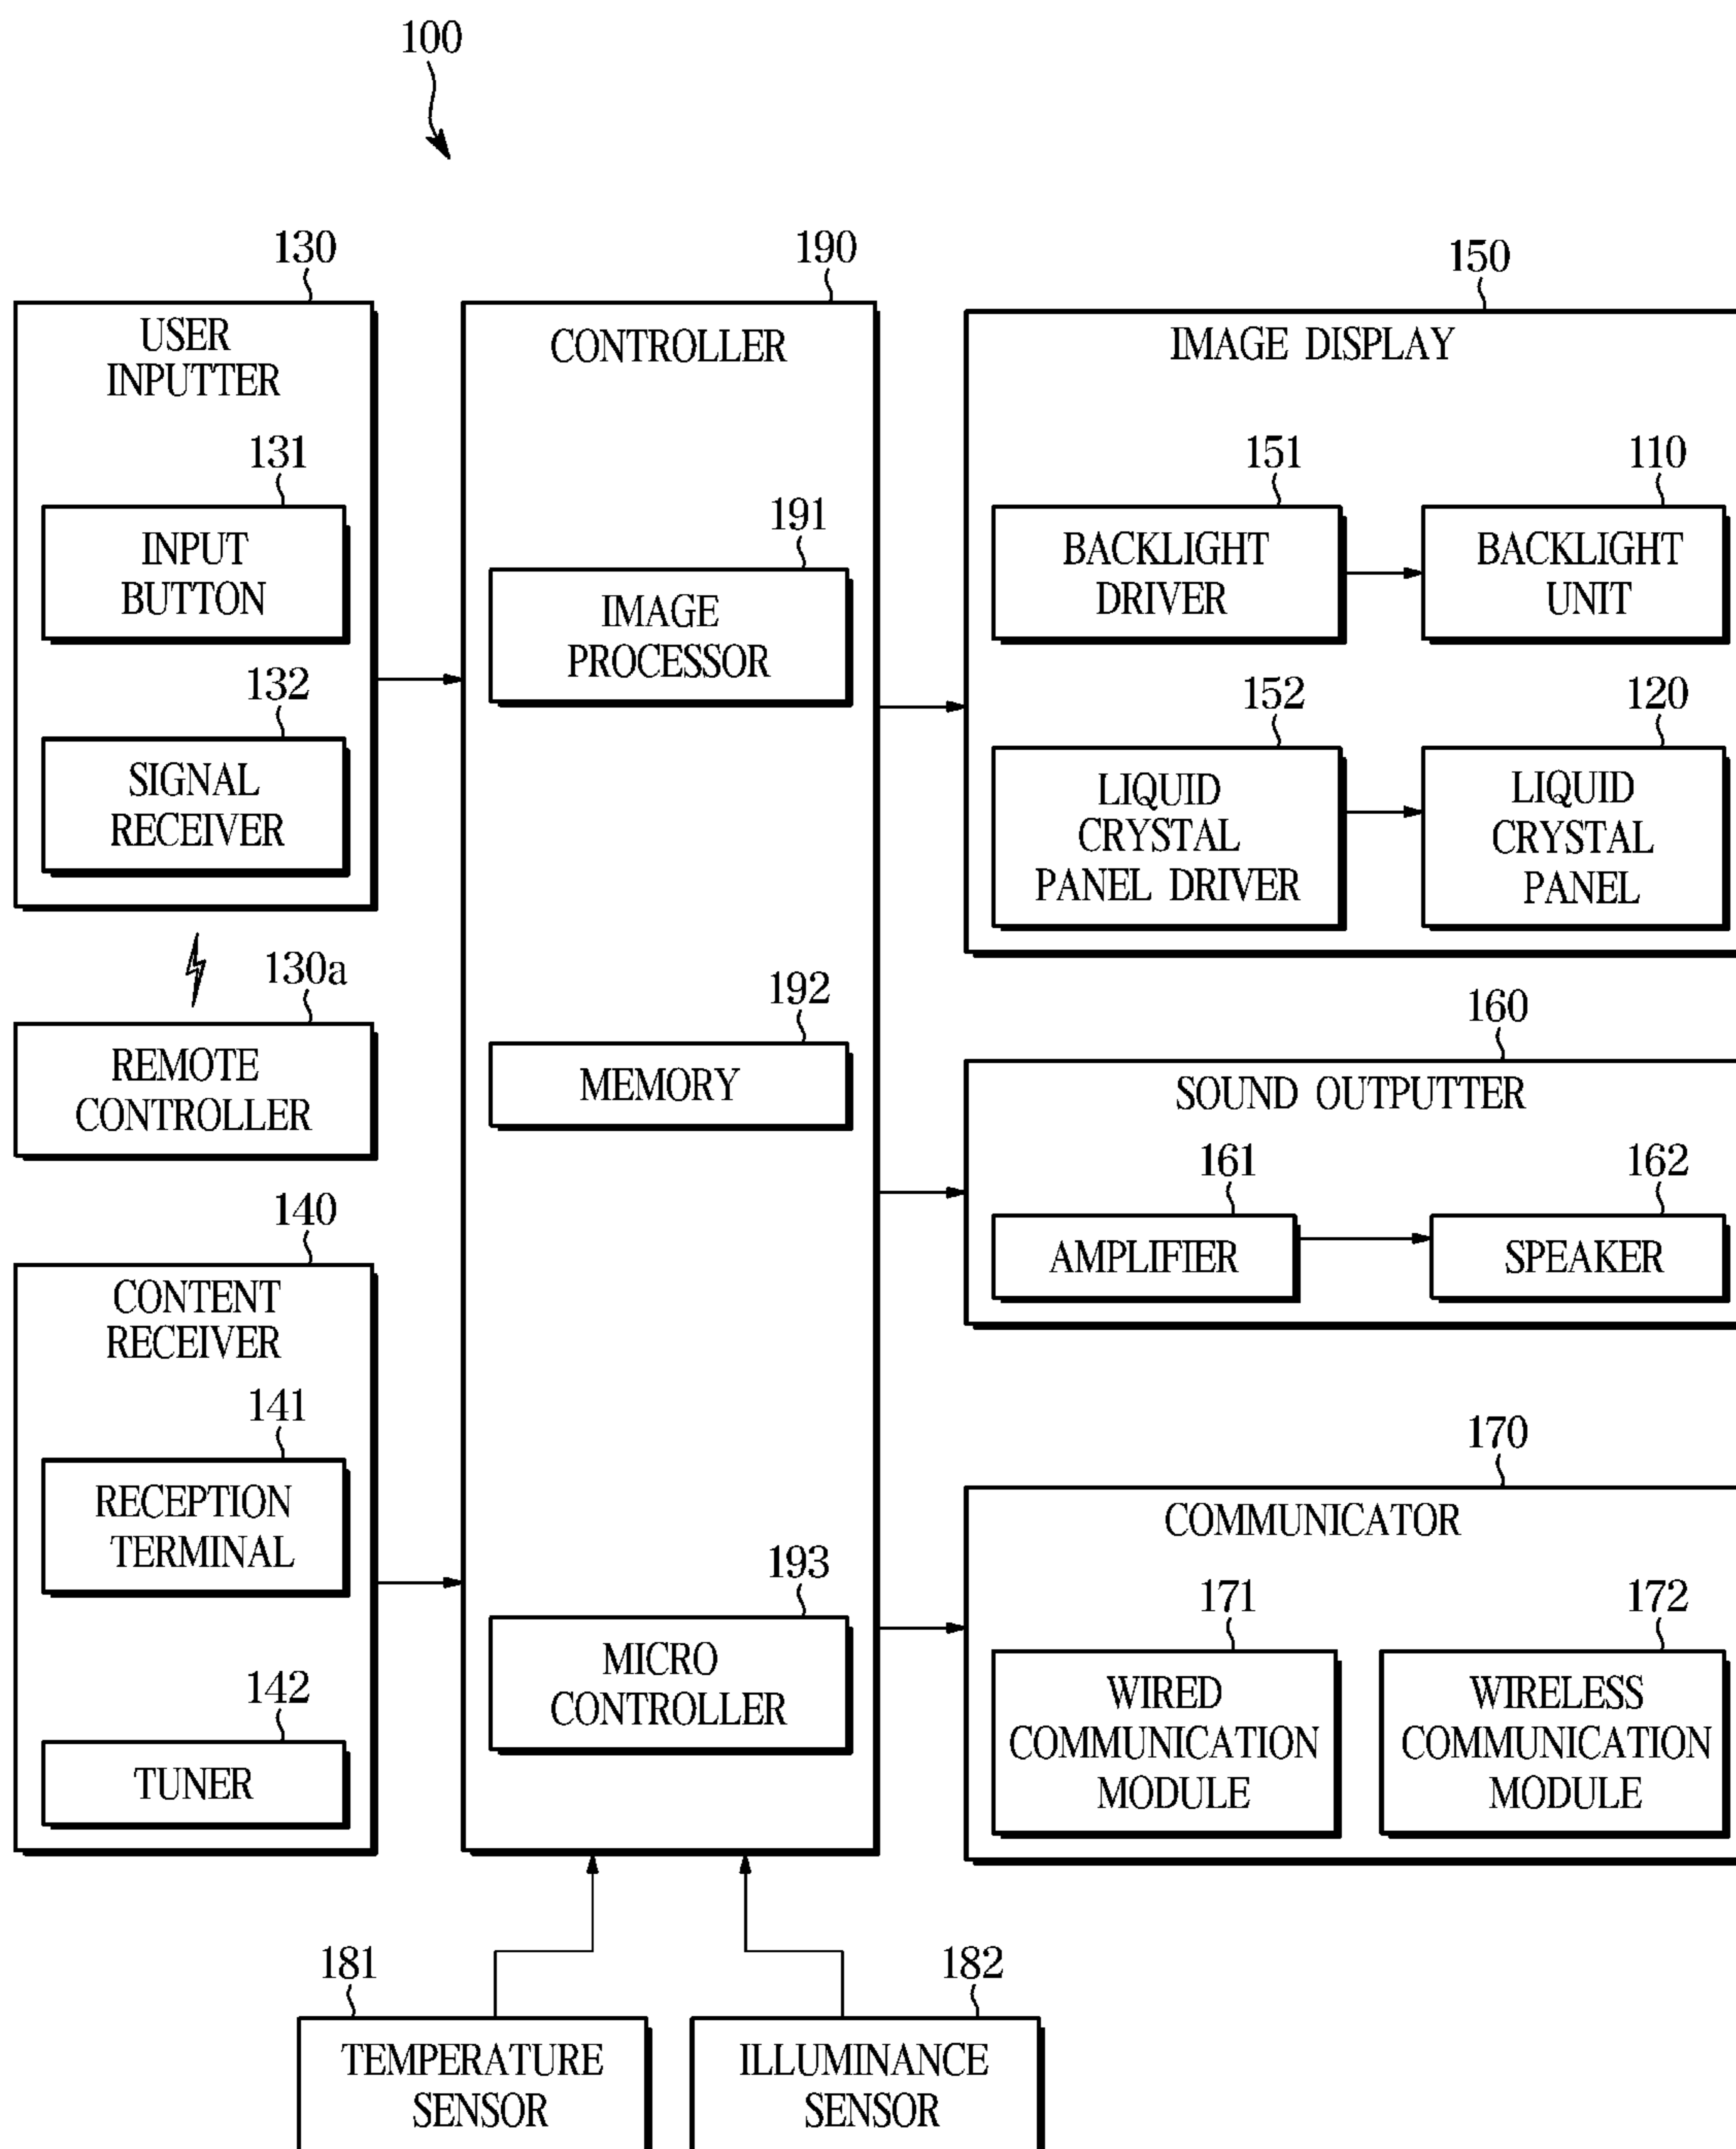 100
130
USER
INPUTTER
131
INPUT
BUTTON
132
SIGNAL
RECEIVER
130a
REMOTE
CONTROLLER
140
CONTENT
RECEIVER
141
RECEPTION
TERMINAL
142
TUNER
190
CONTROLLER
191
IMAGE
PROCESSOR
192
MEMORY
193
MICRO
CONTROLLER
150
IMAGE DISPLAY
151
BACKLIGHT
DRIVER
110
BACKLIGHT
UNIT
152
LIQUID
CRYSTAL
PANEL DRIVER
120
LIQUID
CRYSTAL
PANEL
160
SOUND OUTPUTTER
161
AMPLIFIER
162
SPEAKER
170
COMMUNICATOR
171
WIRED
COMMUNICATION
MODULE
172
WIRELESS
COMMUNICATION
MODULE
181
TEMPERATURE
SENSOR
182
ILLUMINANCE
SENSOR